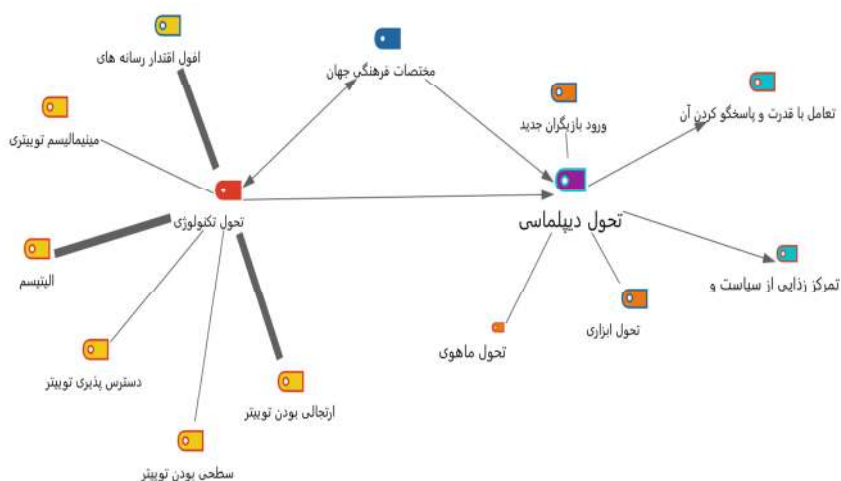 افول اقتدار رسانه های
مختصات فرهنگی جهان
تعامل با قدرت و پاسخگو کردن آن
ورود بازیگران جدید
مینیمالیسم توییتری
تحول تکنولوژی
تحول دیپلماسی
الیتیسم
تمرکز زدایی از سیاست و
تحول ابزاری
تحول ماهوی
دسترس پذیری توییتر
ارتجالی بودن توییتر
سطحی بودن توییتر